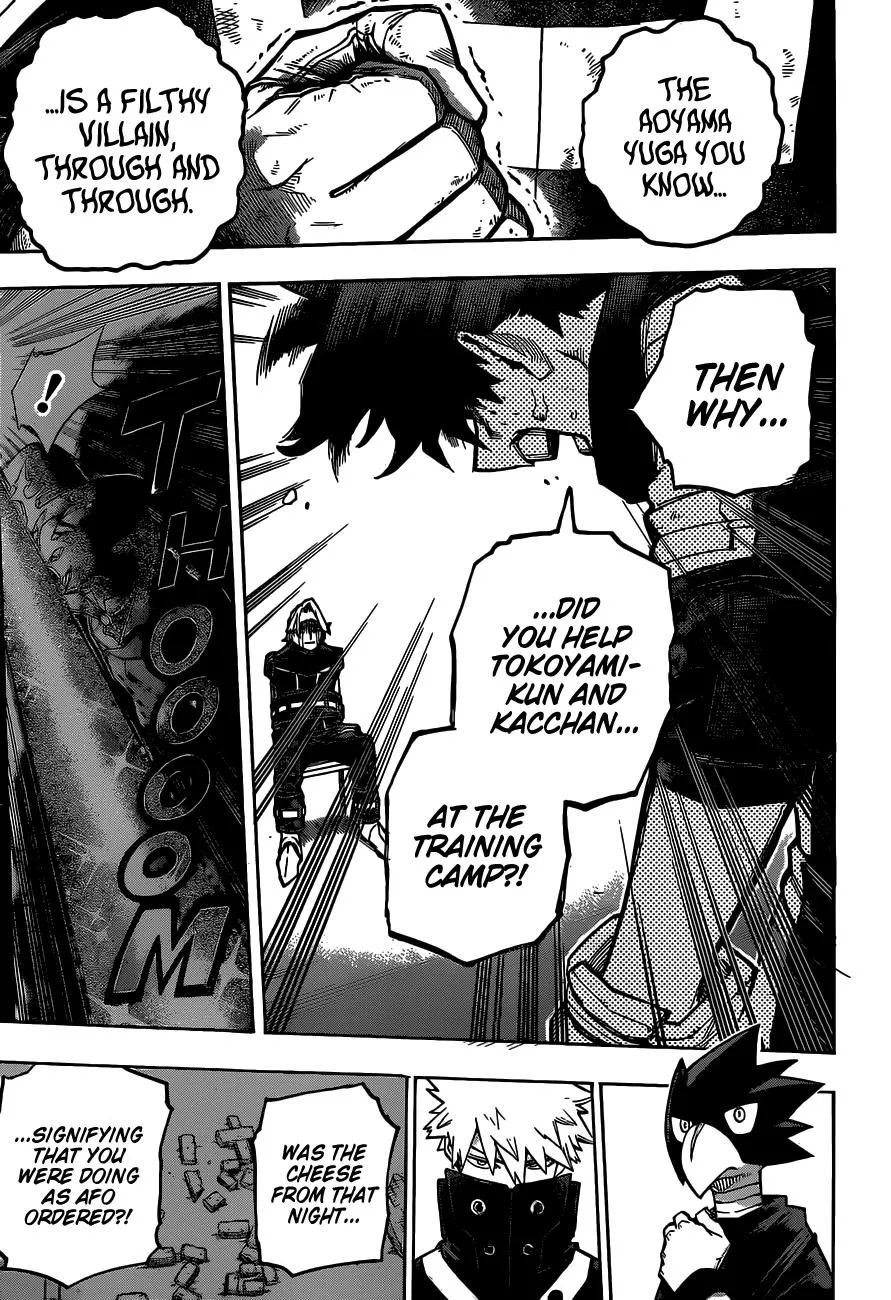 THE
AOYAMA
YUGA YOU
KNOW...
...IS A FILTHY
VILLAIN,
THROUGH AND
THROUGH.
THEN
WHY...
...DID
YOU HELP
TOKOYAMI-
KUN AND
KACCHAN...
AT THE
TRAINING
CAMP?!
!
THOOOOM
WAS THE
CHEESE
FROM THAT
NIGHT...
...SIGNIFYING
THAT YOU
WERE DOING
AS AFO
ORDERED?!